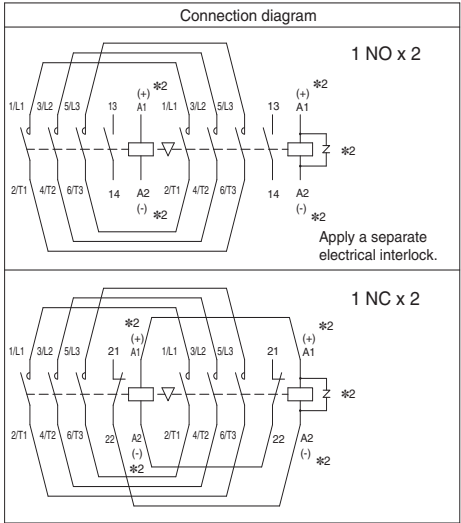 Connection diagram
1 NO x 2
(+) ✻2 (+) ✻2
1/L1 3/L2 5/L3 13 A1 1/L1 3/L2 5/L3 13 A1
Z ✻2
2/T1 4/T2 6/T3 14 A2 2/T1 4/T2 6/T3 14 A2
(-) ✻2 (-) ✻2
Apply a separate
electrical interlock.
1 NC x 2
✻2 (+) (+) ✻2
1/L1 3/L2 5/L3 21 A1 1/L1 3/L2 5/L3 21 A1
Z ✻2
2/T1 4/T2 6/T3 22 A2 2/T1 4/T2 6/T3 22 A2
(-) ✻2 (-) ✻2